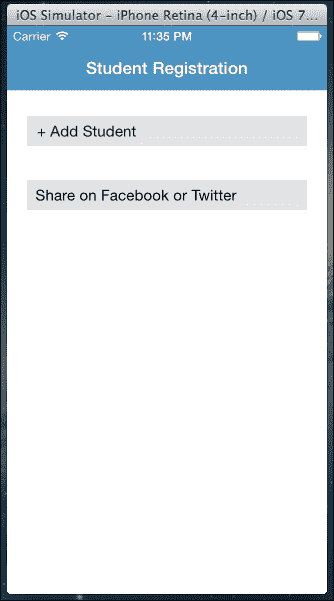 iOS Simulator - iPhone Retina (4-inch) / iOS 7...
Carrier 11:35 PM
Student Registration
+ Add Student
Share on Facebook or Twitter